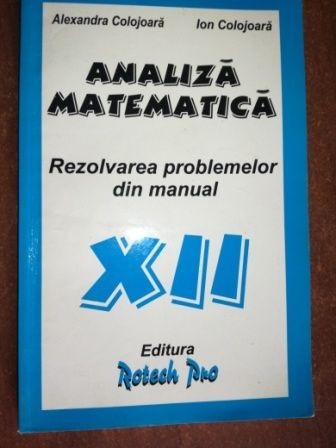 Alexandra Colojoară Ion Colojoară
ANALIZĂ
MATEMATICĂ
Rezolvarea problemelor
din manual
XII
Editura
Rotech Pro